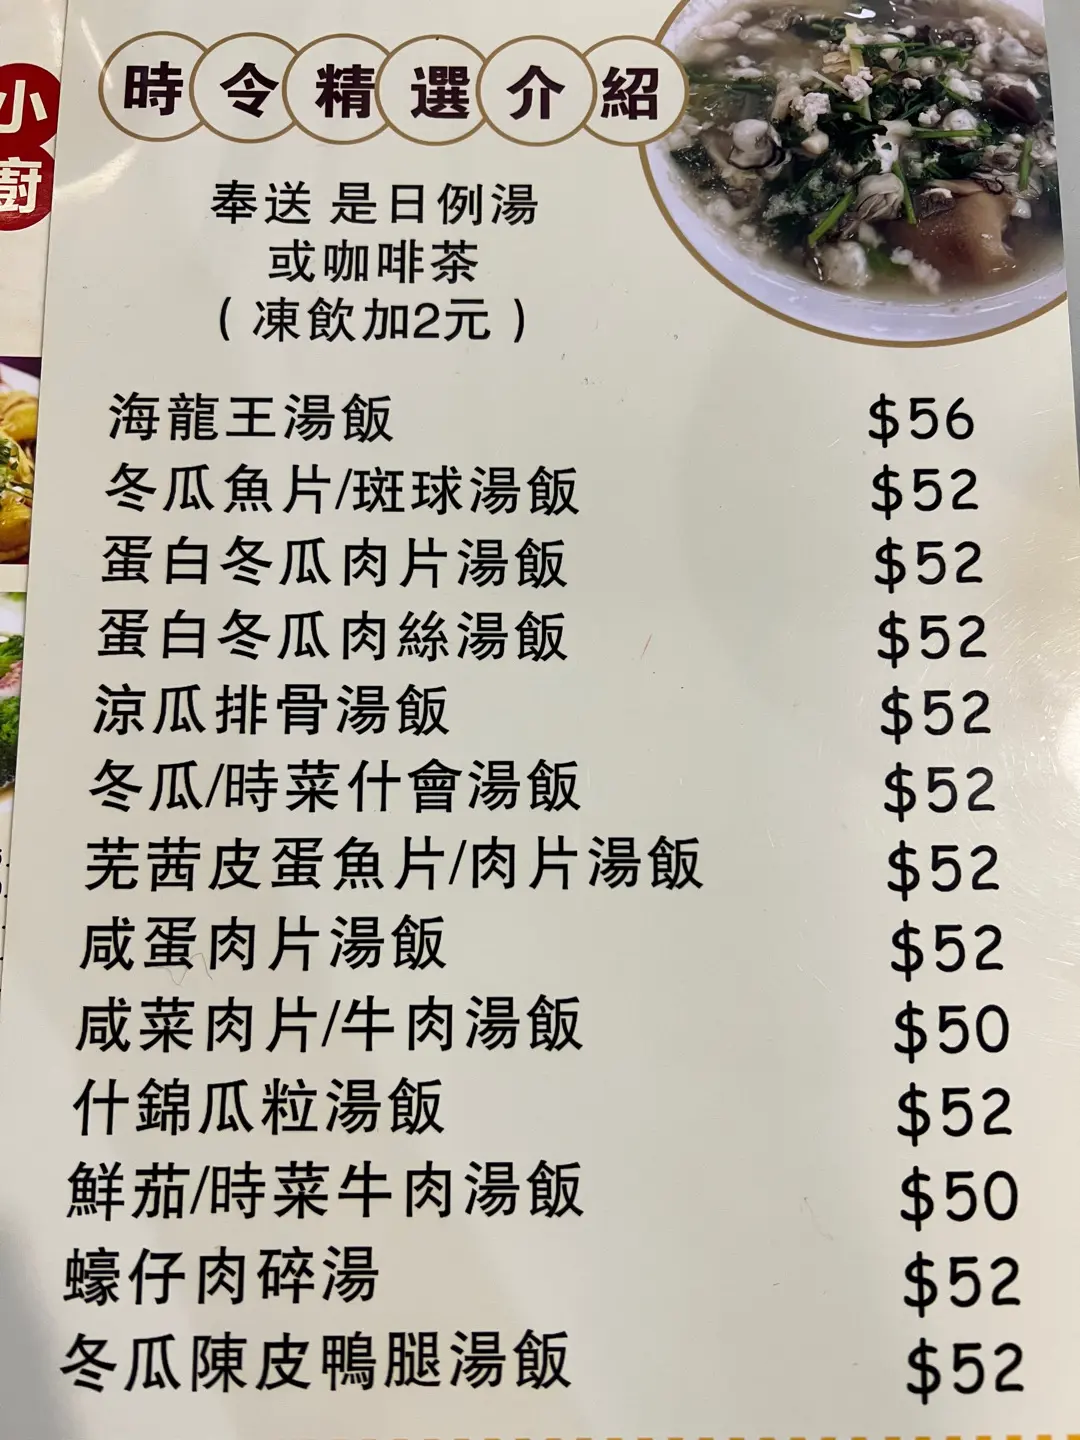 小廚
時令精選介紹
奉送 是日例湯
或咖啡茶
（凍飲加2元）
海龍王湯飯 $56
冬瓜魚片/斑球湯飯 $52
蛋白冬瓜肉片湯飯 $52
蛋白冬瓜肉絲湯飯 $52
涼瓜排骨湯飯 $52
冬瓜/時菜什會湯飯 $52
芫茜皮蛋魚片/肉片湯飯 $52
咸蛋肉片湯飯 $52
咸菜肉片/牛肉湯飯 $50
什錦瓜粒湯飯 $52
鮮茄/時菜牛肉湯飯 $50
蠔仔肉碎湯 $52
冬瓜陳皮鴨腿湯飯 $52